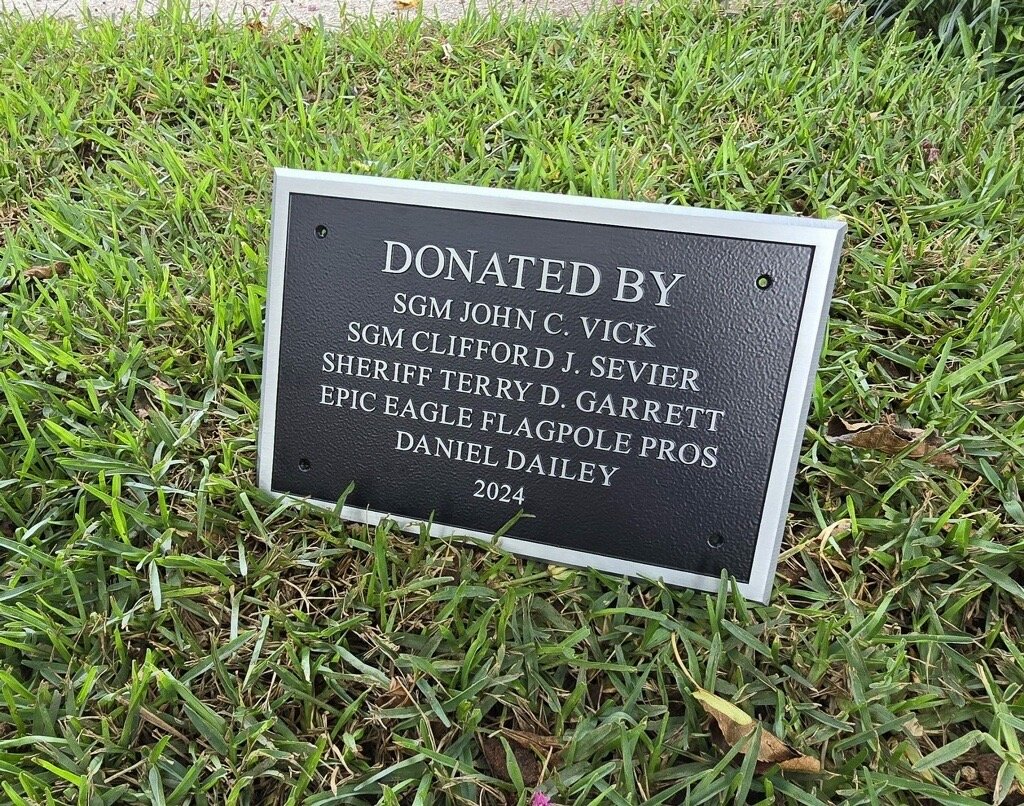 DONATED BY
SGM JOHN C. VICK
SGM CLIFFORD J. SEVIER
SHERIFF TERRY D. GARRETT
EPIC EAGLE FLAGPOLE PROS
DANIEL DAILEY
2024